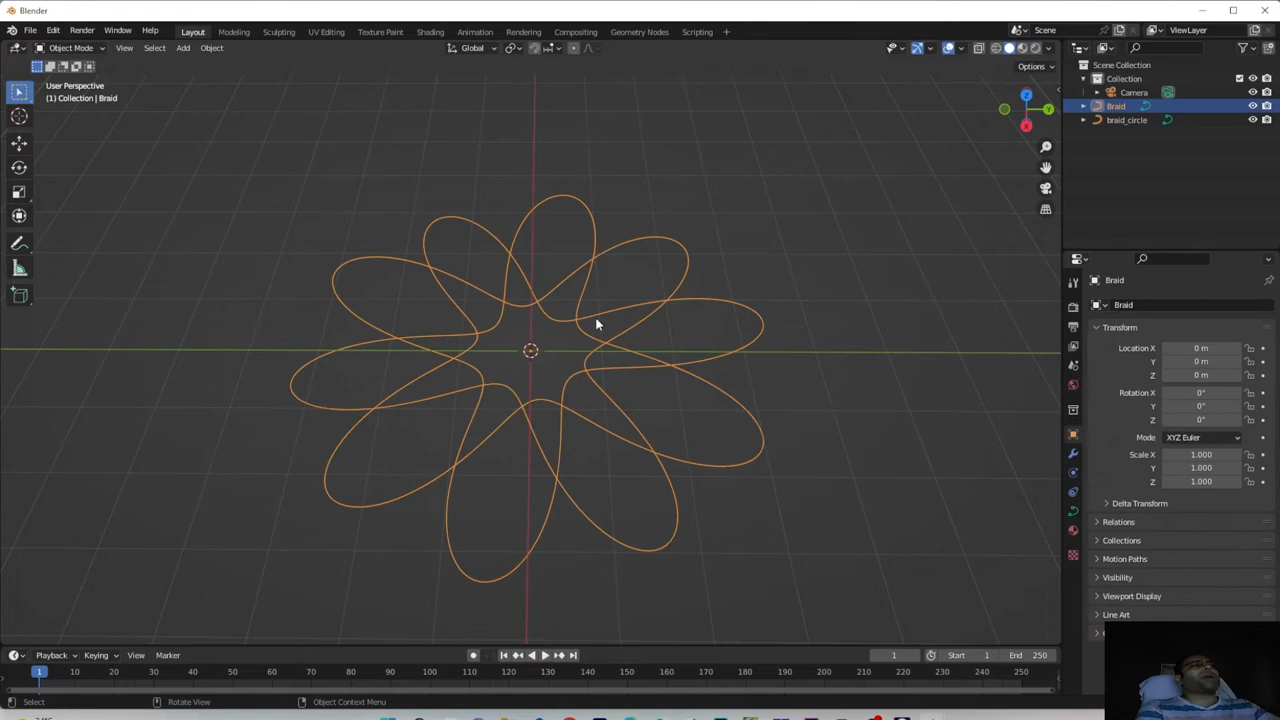 Blender
File Edit Render Window Help Layout Modeling Sculpting UV Editing Texture Paint Shading Animation Rendering Compositing Geometry Nodes Scripting + Scene ViewLayer
Object Mode View Select Add Object Global
Options
User Perspective
(1) Collection | Braid
Z
Y
X
Scene Collection
Collection
Camera
Braid
braid_circle
Braid
Braid
Transform
Location X 0 m
Y 0 m
Z 0 m
Rotation X 0°
Y 0°
Z 0°
Mode XYZ Euler
Scale X 1.000
Y 1.000
Z 1.000
Delta Transform
Relations
Collections
Motion Paths
Visibility
Viewport Display
Line Art
Playback Keying View Marker 1 Start 1 End 250
1 10 20 30 40 50 60 70 80 90 100 110 120 130 140 150 160 170 180 190 200 210 220 230 240 250
Select Rotate View Object Context Menu